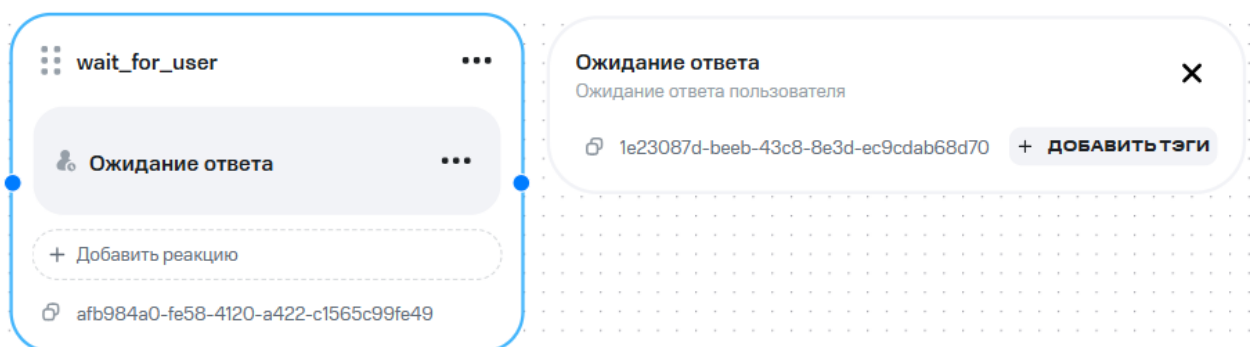 wait_for_user
Ожидание ответа
+ Добавить реакцию
afb984a0-fe58-4120-a422-c1565c99fe49
Ожидание ответа
Ожидание ответа пользователя
1e23087d-beeb-43c8-8e3d-ec9cdab68d70 + ДОБАВИТЬ ТЭГИ